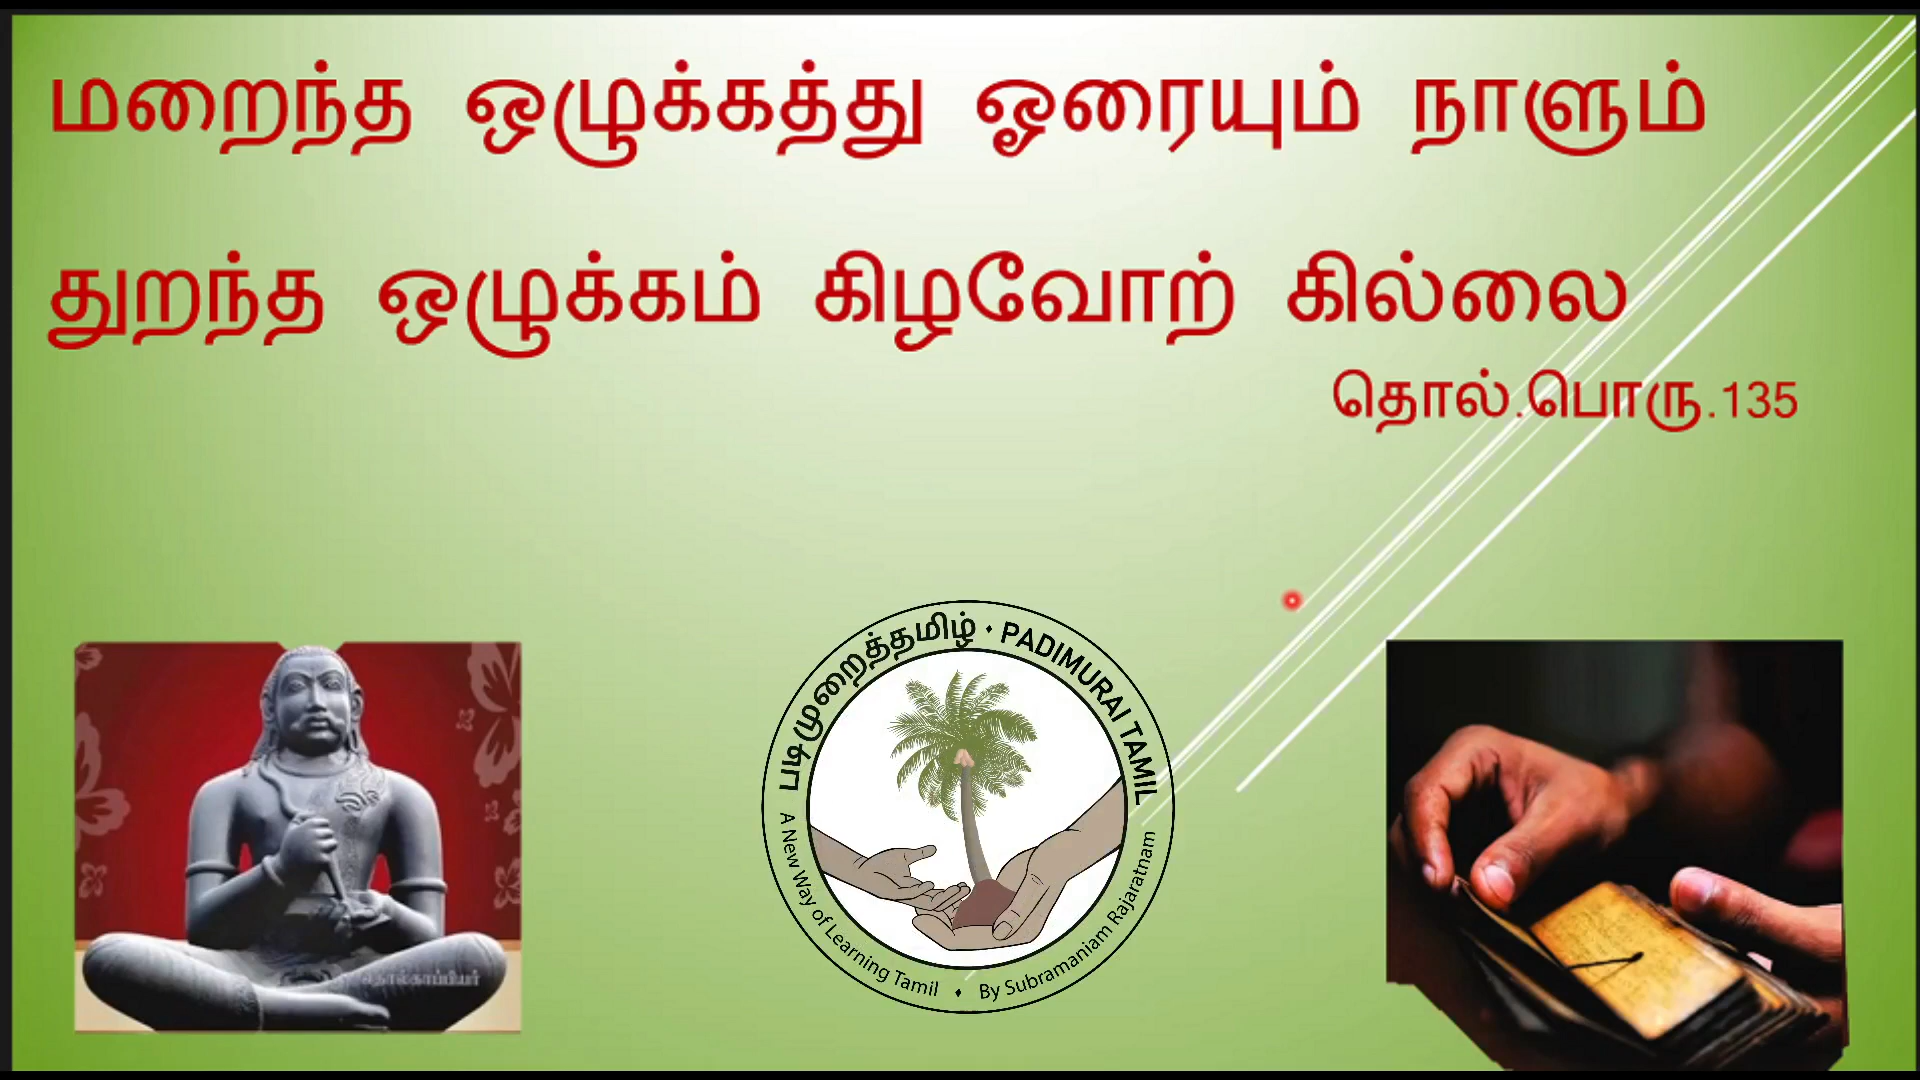 மறைந்த ஒழுக்கத்து ஓரையும் நாளும்
துறந்த ஒழுக்கம் கிழவோற் கில்லை
தொல்.பொரு.135
படிமுறைத்தமிழ் • PADIMURAI TAMIL
A New Way of Learning Tamil • By Subramaniam Rajaratnam
தொல்காப்பியர்